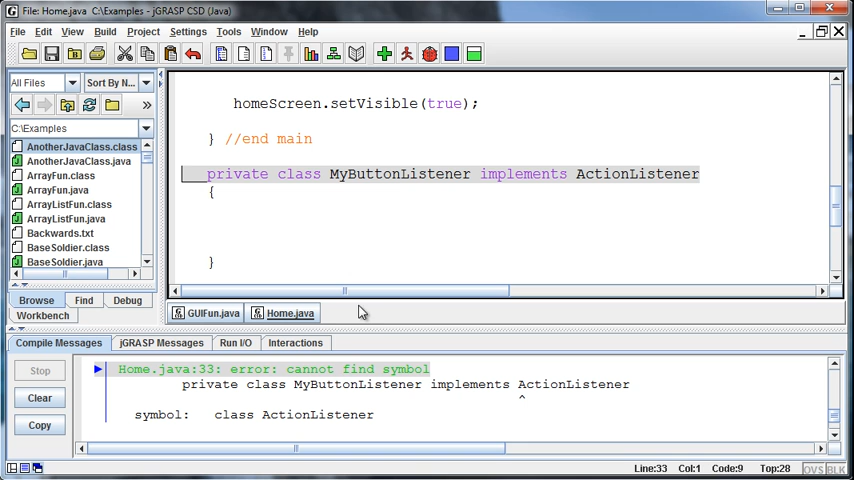 File: Home.java  C:\Examples - jGRASP CSD (Java)
File Edit View Build Project Settings Tools Window Help
All Files Sort By N...
C:\Examples
AnotherJavaClass.class
AnotherJavaClass.java
ArrayFun.class
ArrayFun.java
ArrayListFun.class
ArrayListFun.java
Backwards.txt
BaseSoldier.class
BaseSoldier.java
Browse Find Debug
Workbench
homeScreen.setVisible(true);
} //end main
private class MyButtonListener implements ActionListener
{
}
GUIFun.java Home.java
Compile Messages jGRASP Messages Run I/O Interactions
Stop
Clear
Copy
Home.java:33: error: cannot find symbol
private class MyButtonListener implements ActionListener
^
symbol: class ActionListener
Line:33 Col:1 Code:9 Top:28 OVS BLK